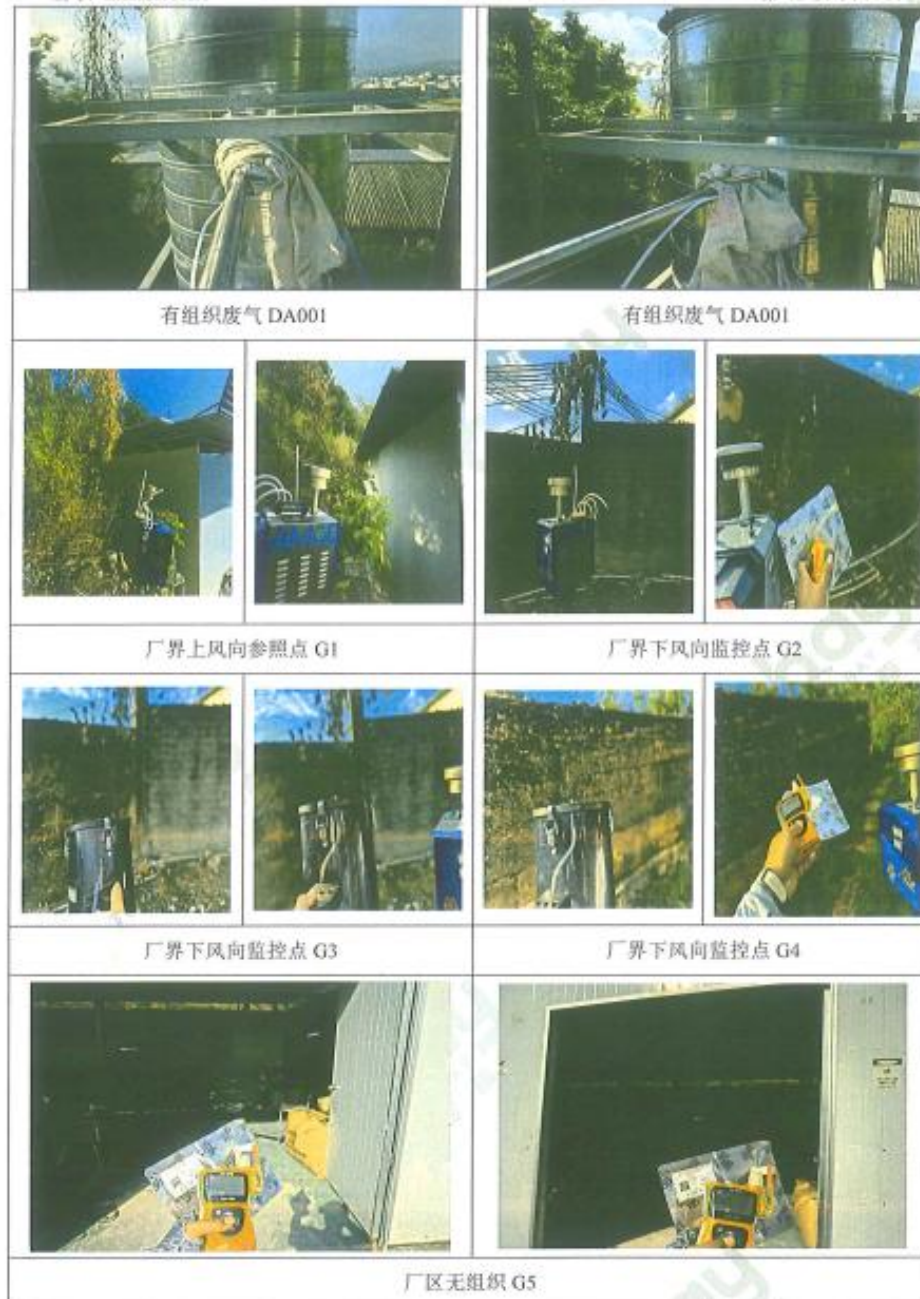 有组织废气 DA001
有组织废气 DA001
厂界上风向参照点 G1
厂界下风向监控点 G2
厂界下风向监控点 G3
厂界下风向监控点 G4
厂区无组织 G5